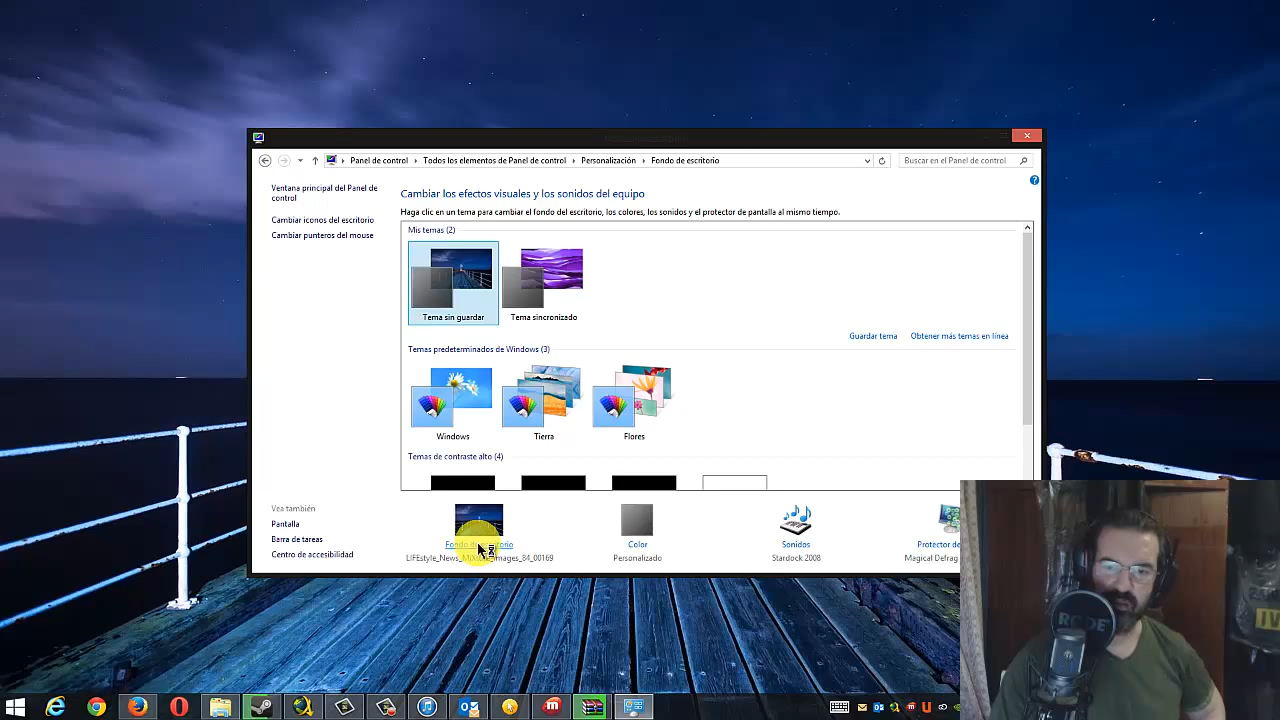 Panel de control
Todos los elementos de Panel de control
Personalización
Fondo de escritorio
Buscar en el Panel de control
Ventana principal del Panel de
control
Cambiar iconos del escritorio
Cambiar punteros del mouse
Cambiar los efectos visuales y los sonidos del equipo
Haga clic en un tema para cambiar el fondo del escritorio, los colores, los sonidos y el protector de pantalla al mismo tiempo.
Mis temas (2)
Tema sin guardar
Tema sincronizado
Guardar tema
Obtener más temas en línea
Temas predeterminados de Windows (3)
Windows
Tierra
Flores
Temas de contraste alto (4)
Vea también
Pantalla
Barra de tareas
Centro de accesibilidad
Color
Personalizado
Sonidos
Stardock 2008
Protector de
Magical Defrag
RODE